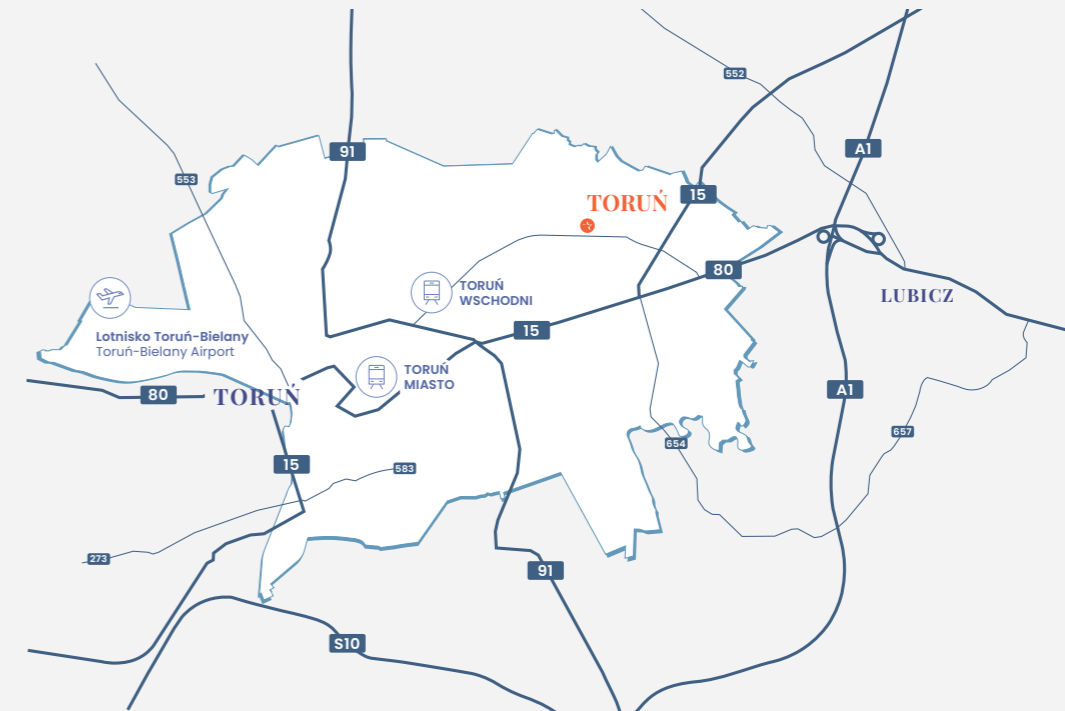 552
A1
91
553
15
TORUŃ
80
TORUŃ
WSCHODNI
LUBICZ
Lotnisko Toruń-Bielany
Toruń-Bielany Airport
15
TORUŃ
MIASTO
80
TORUŃ
A1
657
654
15
583
273
91
S10